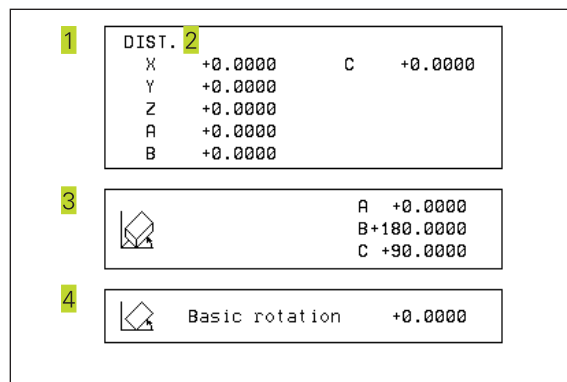 1 DIST. 2
X +0.0000 C +0.0000
Y +0.0000
Z +0.0000
A +0.0000
B +0.0000
3 A +0.0000
B+180.0000
C +90.0000
4 Basic rotation +0.0000